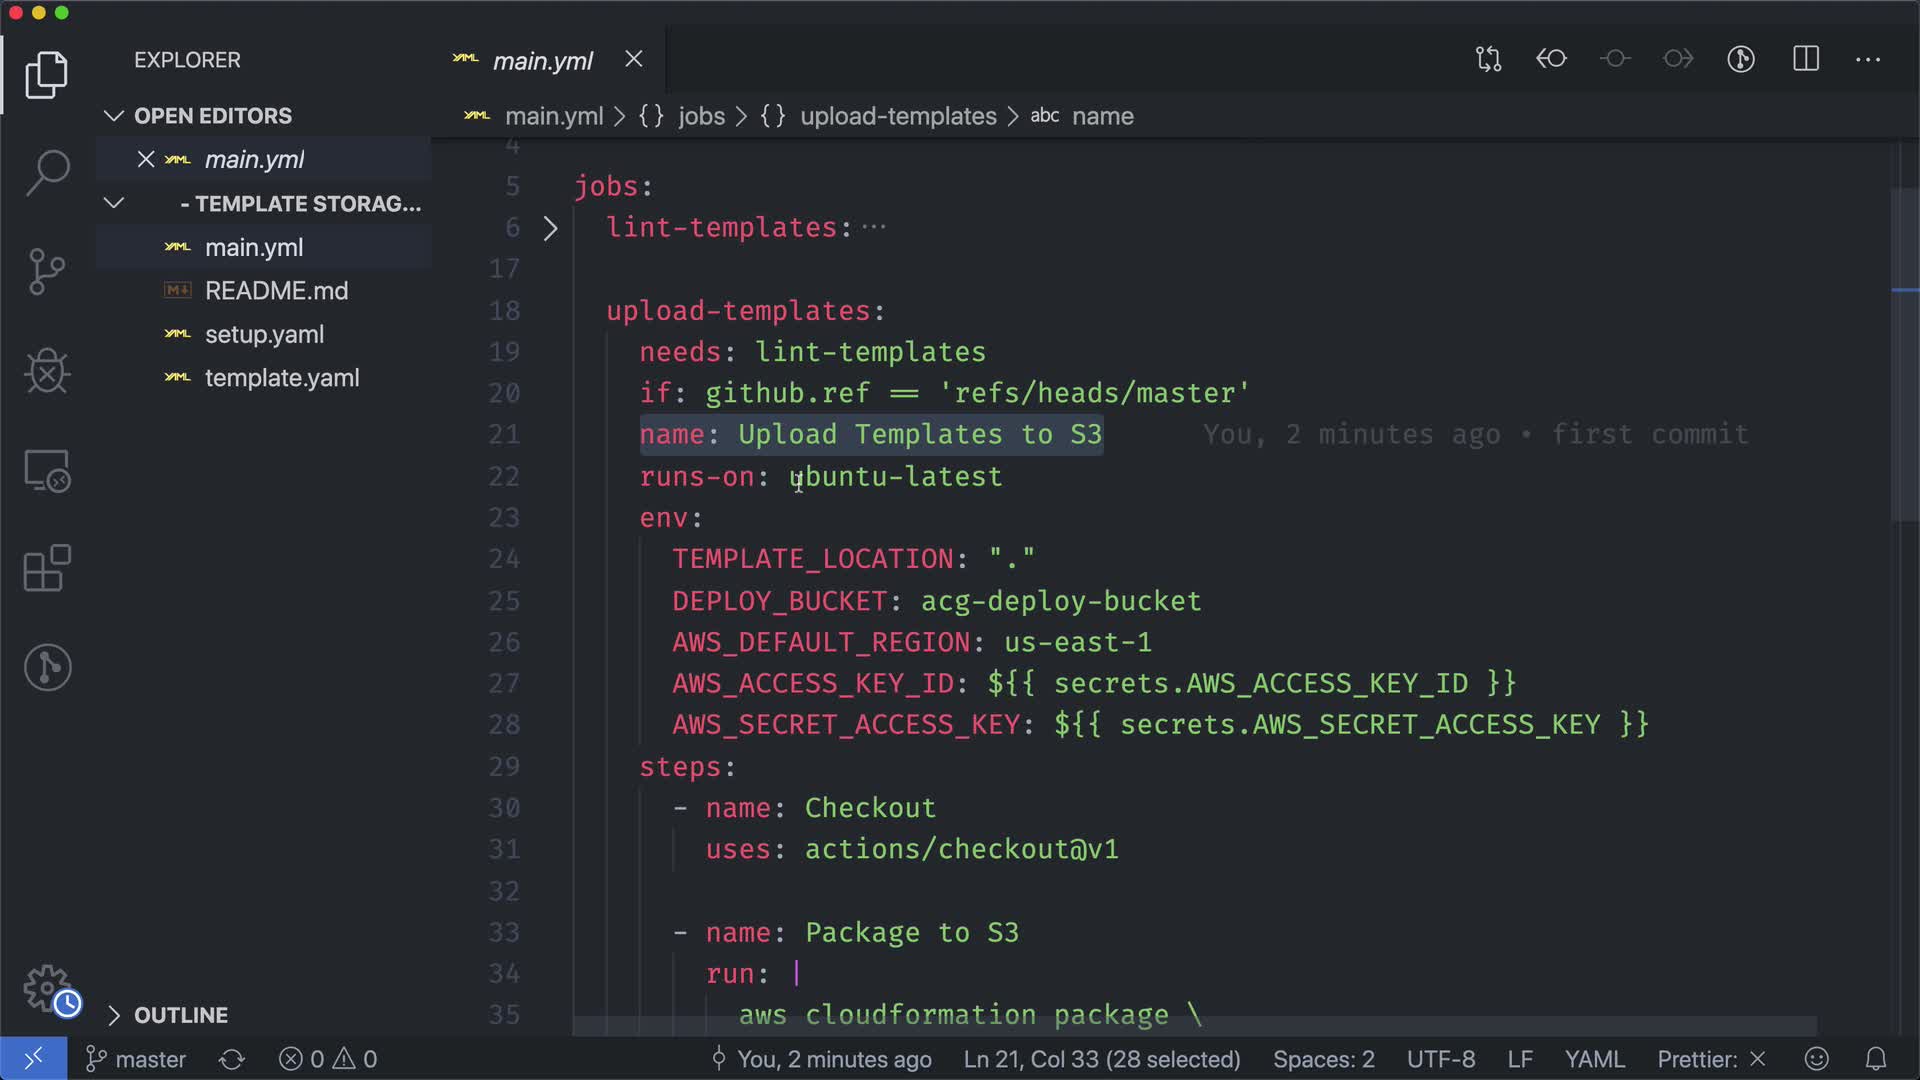 EXPLORER
OPEN EDITORS
main.yml
- TEMPLATE STORAG...
main.yml
README.md
setup.yaml
template.yaml
OUTLINE
main.yml
main.yml > {} jobs > {} upload-templates > abc name
4
5 jobs:
6 lint-templates:···
17
18 upload-templates:
19 needs: lint-templates
20 if: github.ref == 'refs/heads/master'
21 name: Upload Templates to S3 You, 2 minutes ago • first commit
22 runs-on: ubuntu-latest
23 env:
24 TEMPLATE_LOCATION: "."
25 DEPLOY_BUCKET: acg-deploy-bucket
26 AWS_DEFAULT_REGION: us-east-1
27 AWS_ACCESS_KEY_ID: ${{ secrets.AWS_ACCESS_KEY_ID }}
28 AWS_SECRET_ACCESS_KEY: ${{ secrets.AWS_SECRET_ACCESS_KEY }}
29 steps:
30 - name: Checkout
31 uses: actions/checkout@v1
32
33 - name: Package to S3
34 run: |
35 aws cloudformation package \
master 0 0 You, 2 minutes ago Ln 21, Col 33 (28 selected) Spaces: 2 UTF-8 LF YAML Prettier: ×